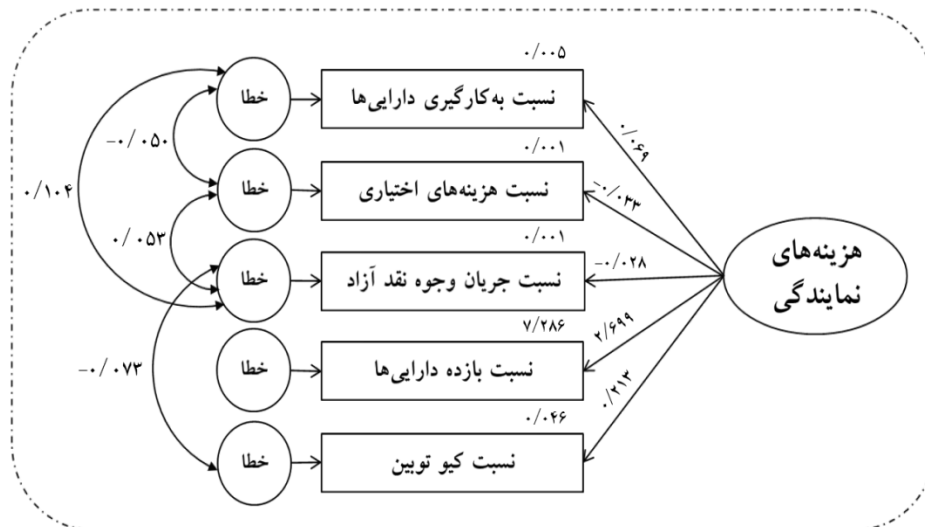 ۰/۰۰۵
نسبت به‌کارگیری دارایی‌ها
خطا
۰/۰۶۹
-۰/۰۵۰
۰/۰۰۱
نسبت هزینه‌های اختیاری
خطا
-۰/۰۳۳
۰/۱۰۴
۰/۰۵۳
۰/۰۰۱
نسبت جریان وجوه نقد آزاد
خطا
-۰/۰۲۸
هزینه‌های
نمایندگی
۷/۲۸۶
نسبت بازده دارایی‌ها
خطا
۲/۶۹۹
-۰/۰۷۳
۰/۰۴۶
نسبت کیو توبین
خطا
۰/۲۱۳